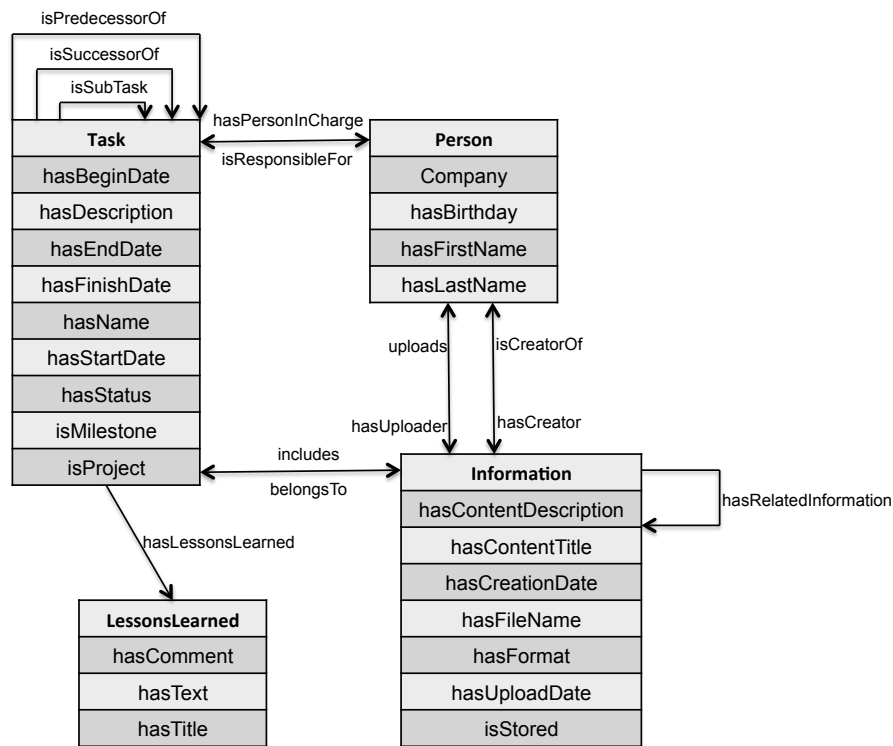 isPredecessorOf
isSuccessorOf
isSubTask
Task
hasBeginDate
hasDescription
hasEndDate
hasFinishDate
hasName
hasStartDate
hasStatus
isMilestone
isProject
hasPersonInCharge
isResponsibleFor
Person
Company
hasBirthday
hasFirstName
hasLastName
uploads
isCreatorOf
hasUploader
hasCreator
includes
belongsTo
Information
hasContentDescription
hasContentTitle
hasCreationDate
hasFileName
hasFormat
hasUploadDate
isStored
hasRelatedInformation
hasLessonsLearned
LessonsLearned
hasComment
hasText
hasTitle